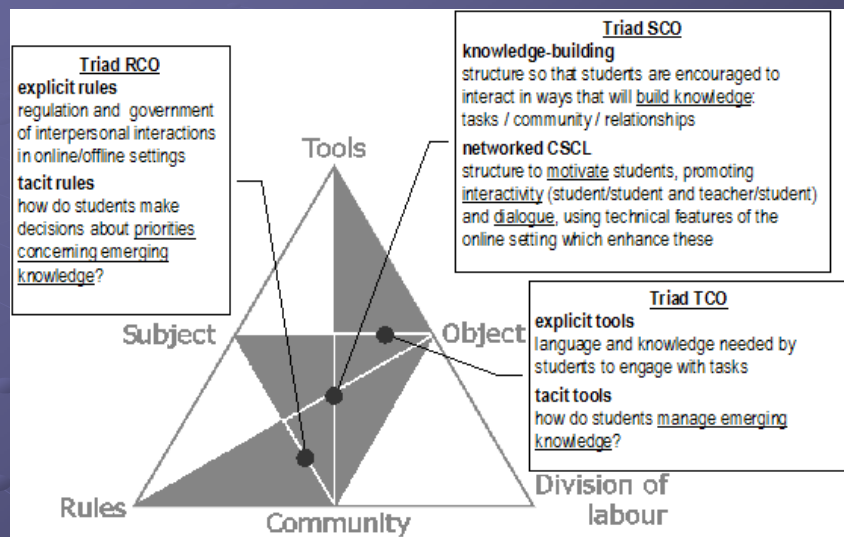 Triad RCO
explicit rules
regulation and government
of interpersonal interactions
in online/offline settings
tacit rules
how do students make
decisions about priorities
concerning emerging
knowledge?
Triad SCO
knowledge-building
structure so that students are encouraged to
interact in ways that will build knowledge:
tasks / community / relationships
networked CSCL
structure to motivate students, promoting
interactivity (student/student and teacher/student)
and dialogue, using technical features of the
online setting which enhance these
Triad TCO
explicit tools
language and knowledge needed by
students to engage with tasks
tacit tools
how do students manage emerging
knowledge?
Tools
Subject
Object
Rules
Community
Division of
labour